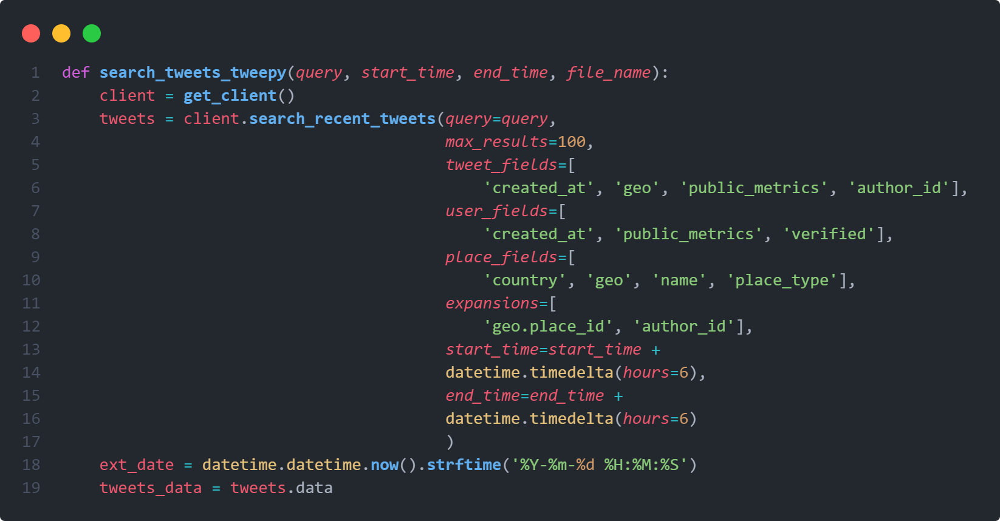 1 def search_tweets_tweepy(query, start_time, end_time, file_name):
2     client = get_client()
3     tweets = client.search_recent_tweets(query=query,
4                                          max_results=100,
5                                          tweet_fields=[
6                                              'created_at', 'geo', 'public_metrics', 'author_id'],
7                                          user_fields=[
8                                              'created_at', 'public_metrics', 'verified'],
9                                          place_fields=[
10                                             'country', 'geo', 'name', 'place_type'],
11                                         expansions=[
12                                             'geo.place_id', 'author_id'],
13                                         start_time=start_time +
14                                         datetime.timedelta(hours=6),
15                                         end_time=end_time +
16                                         datetime.timedelta(hours=6)
17                                         )
18    ext_date = datetime.datetime.now().strftime('%Y-%m-%d %H:%M:%S')
19    tweets_data = tweets.data